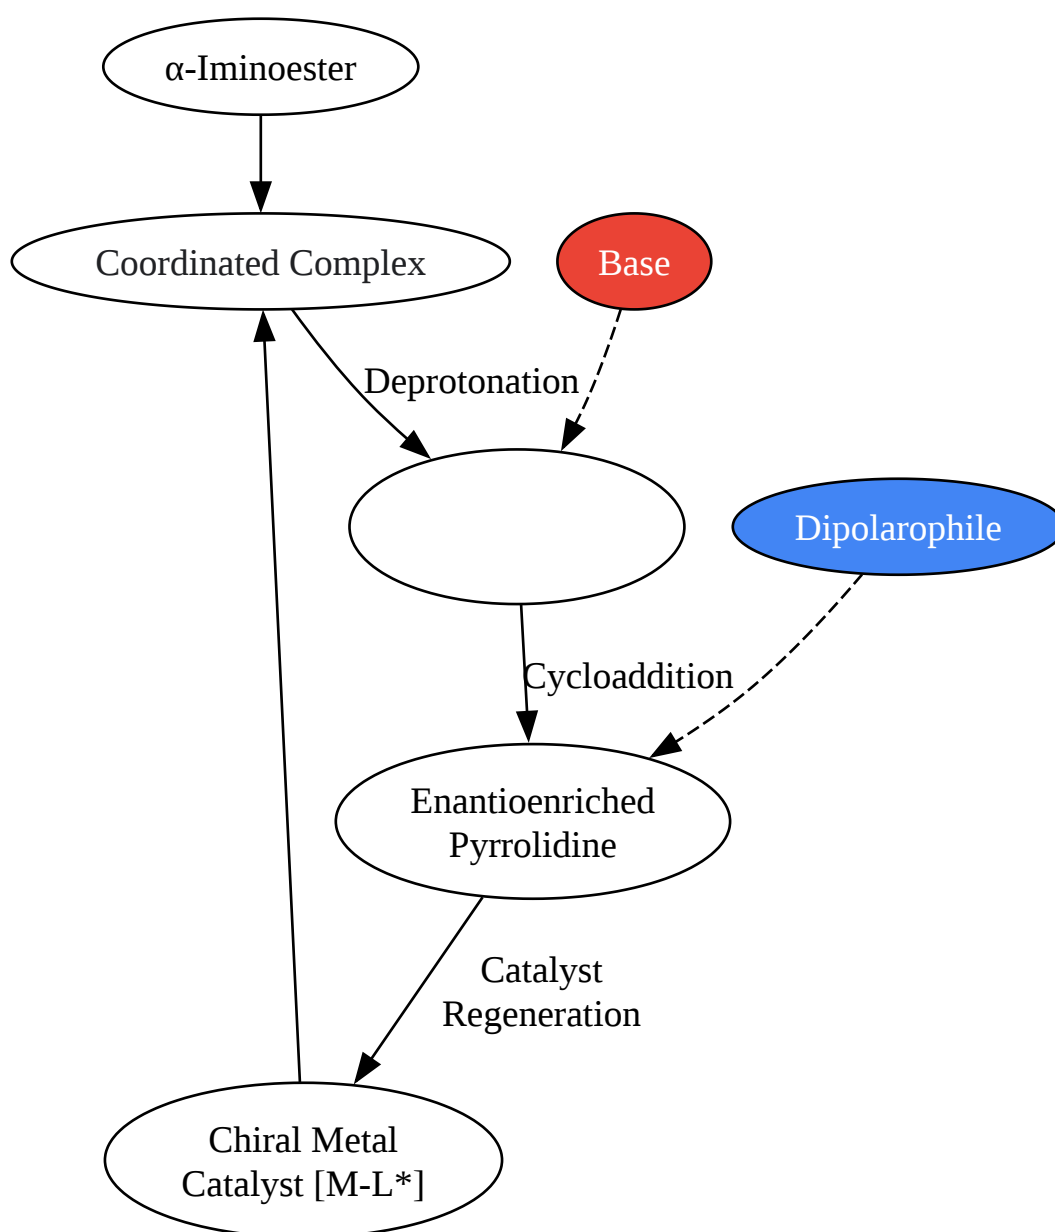 α-Iminoester
Coordinated Complex
Base
Deprotonation
Dipolarophile
Cycloaddition
Enantioenriched
Pyrrolidine
Catalyst
Regeneration
Chiral Metal
Catalyst [M-L*]